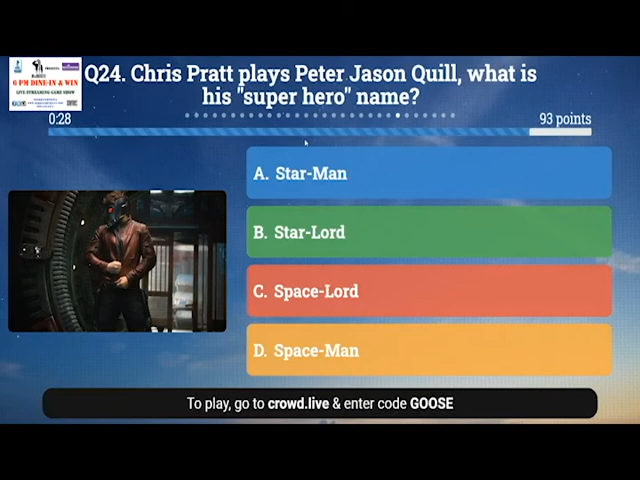 6 PM DINE-IN & WIN
LIVE STREAMING GAME SHOW
Q24. Chris Pratt plays Peter Jason Quill, what is
his "super hero" name?
0:28
93 points
A. Star-Man
B. Star-Lord
C. Space-Lord
D. Space-Man
To play, go to crowd.live & enter code GOOSE